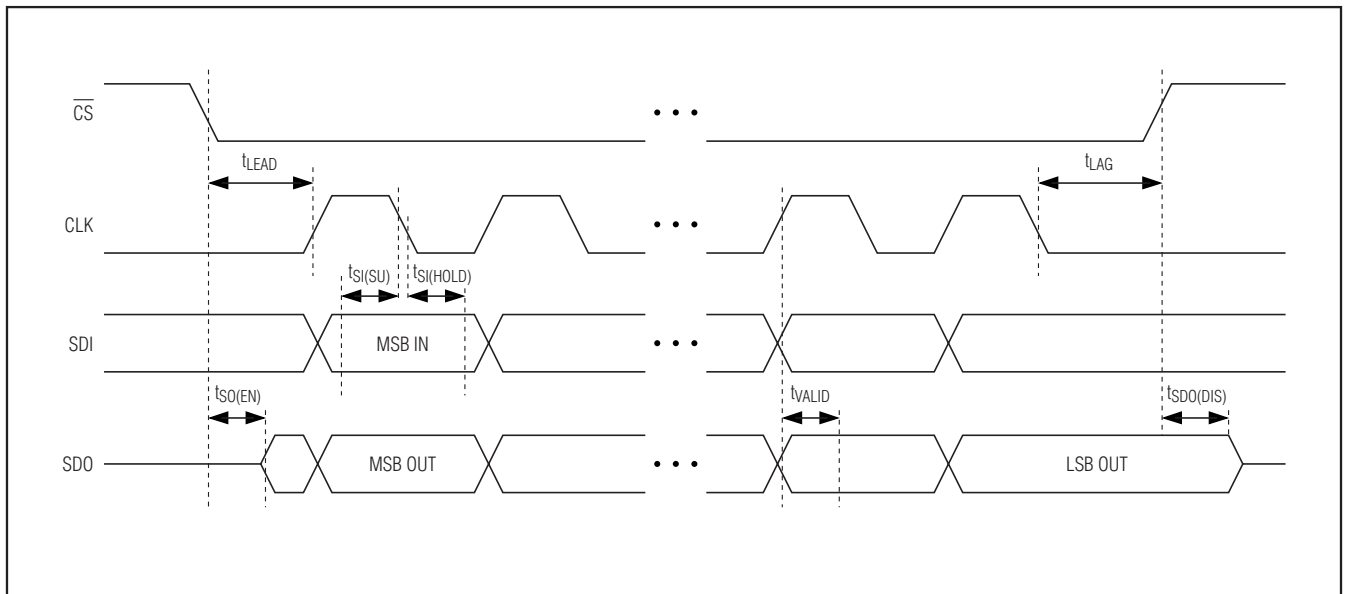 CS
tLEAD
tLAG
CLK
tSI(SU)
tSI(HOLD)
SDI
MSB IN
tSO(EN)
tVALID
tSDO(DIS)
SDO
MSB OUT
LSB OUT